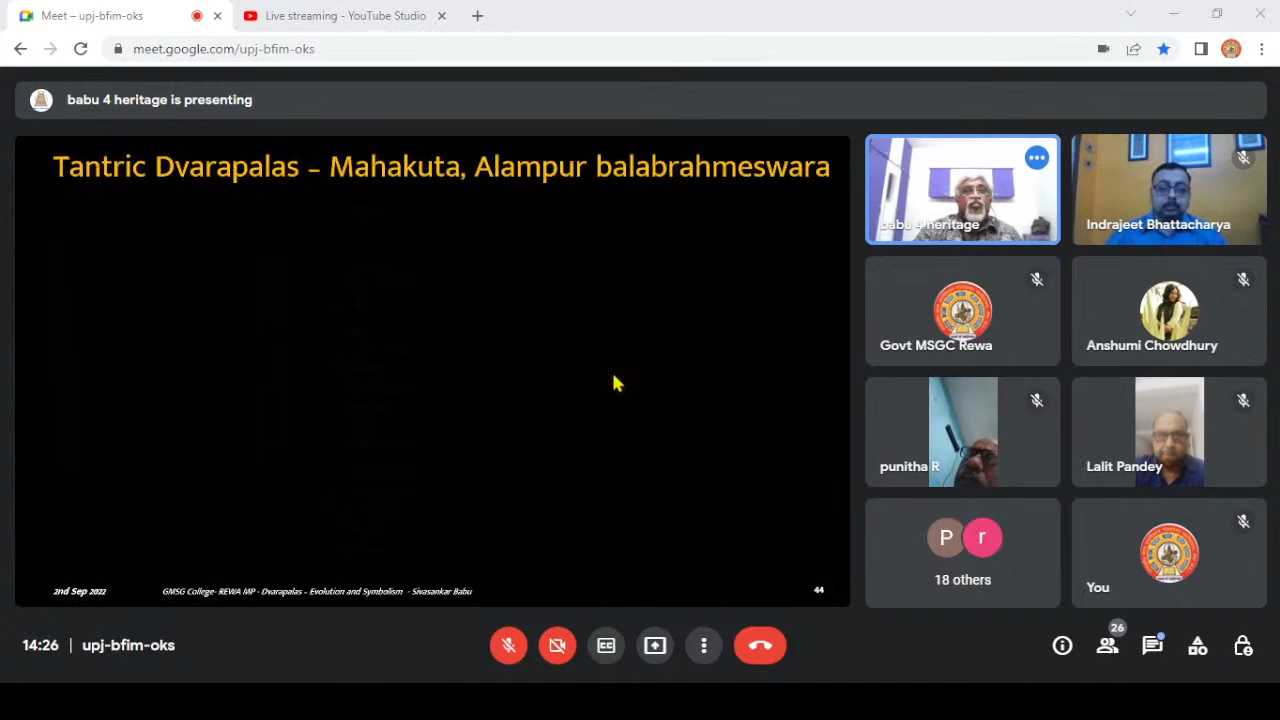 Meet – upj-bfim-oks
Live streaming - YouTube Studio
meet.google.com/upj-bfim-oks
babu 4 heritage is presenting
Tantric Dvarapalas – Mahakuta, Alampur balabrahmeswara
babu 4 heritage
Indrajeet Bhattacharya
Govt MSGC Rewa
Anshumi Chowdhury
punitha R
Lalit Pandey
P
r
18 others
You
2nd Sep 2022
GMSG College- REWA MP - Dvarapalas – Evolution and Symbolism - Sivasankar Babu
44
14:26 | upj-bfim-oks
CC
26